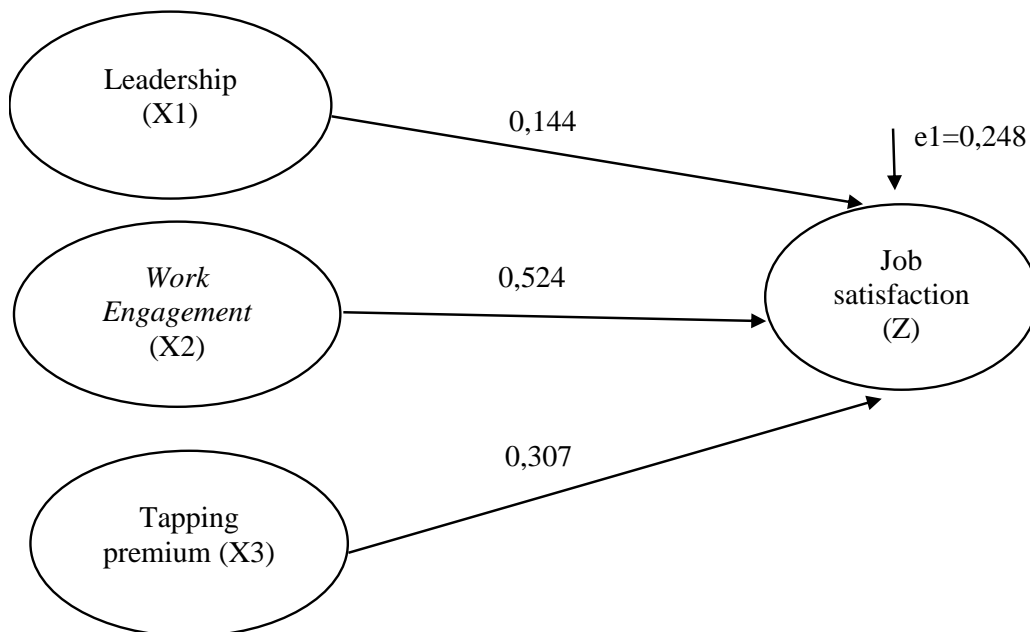 Leadership
(X1)
0,144
e1=0,248
Work
Engagement
(X2)
0,524
Job
satisfaction
(Z)
0,307
Tapping
premium (X3)